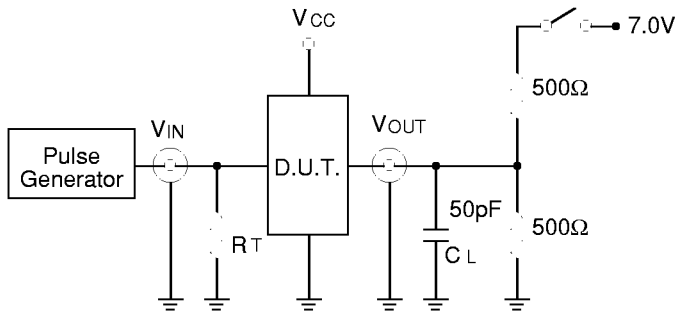 VCC
7.0V
500Ω
VIN
VOUT
Pulse
Generator
D.U.T.
50pF
500Ω
RT
CL